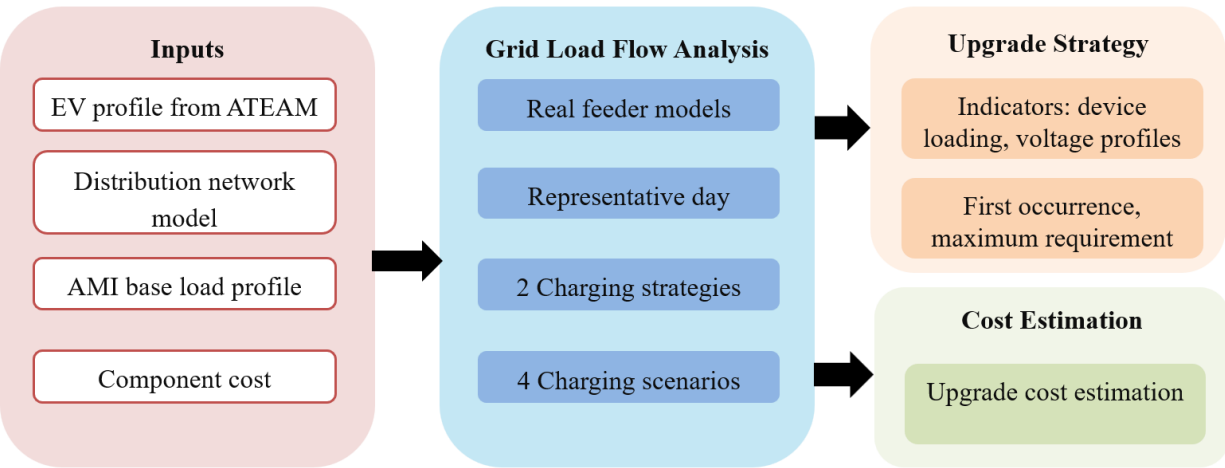 Inputs
EV profile from ATEAM
Distribution network
model
AMI base load profile
Component cost
Grid Load Flow Analysis
Real feeder models
Representative day
2 Charging strategies
4 Charging scenarios
Upgrade Strategy
Indicators: device
loading, voltage profiles
First occurrence,
maximum requirement
Cost Estimation
Upgrade cost estimation